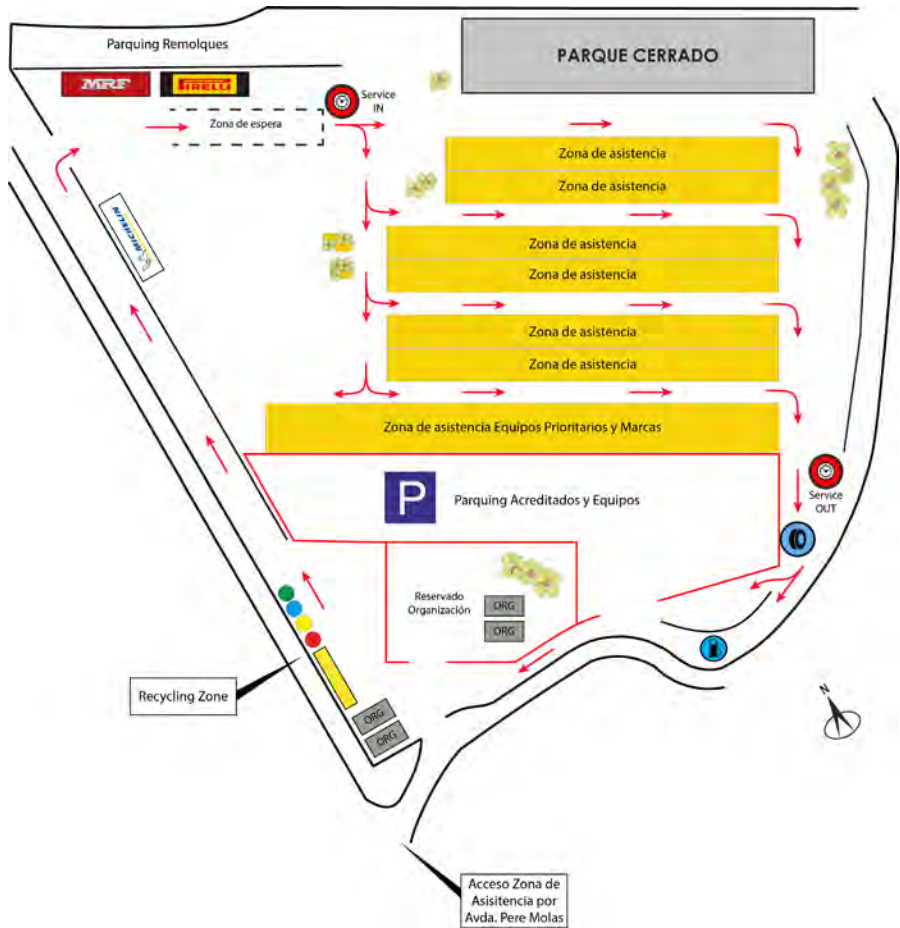 Parquing Remolques
PARQUE CERRADO
MRF
PIRELLI
Service
IN
Zona de espera
Zona de asistencia
Zona de asistencia
MICHELIN
Zona de asistencia
Zona de asistencia
Zona de asistencia
Zona de asistencia
Zona de asistencia Equipos Prioritarios y Marcas
P
Parquing Acreditados y Equipos
Service
OUT
Reservado
Organización
ORG
ORG
Recycling Zone
ORG
ORG
N
Acceso Zona de
Asisitencia por
Avda. Pere Molas